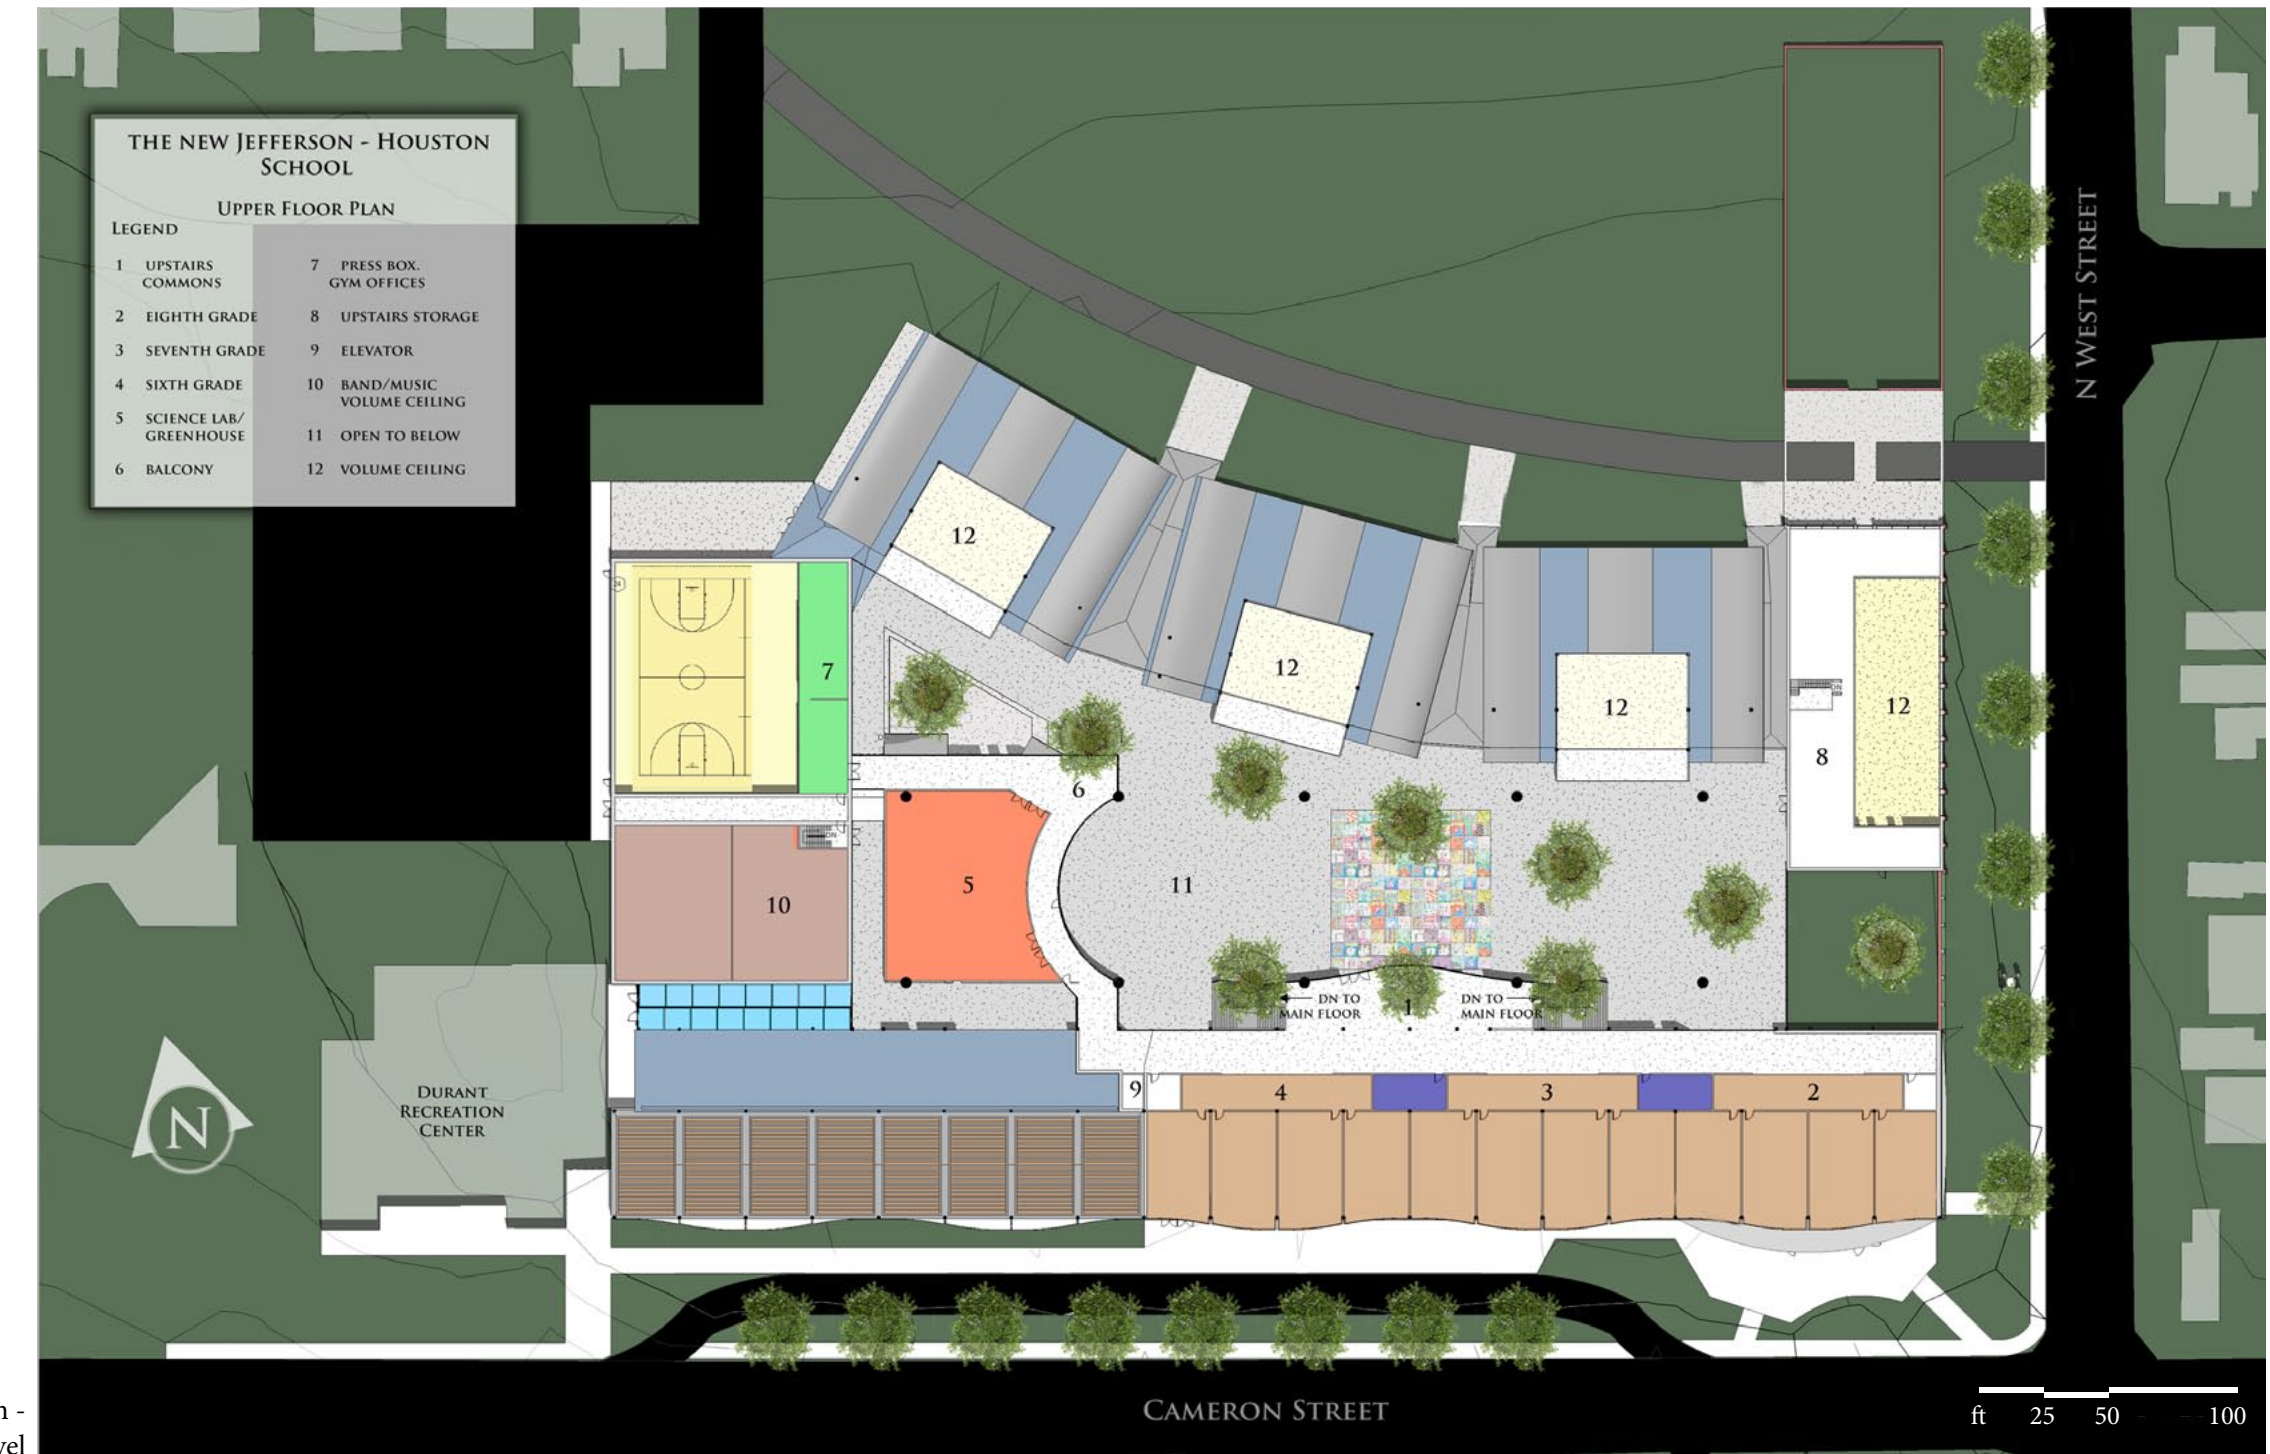 THE NEW JEFFERSON - HOUSTON
SCHOOL
UPPER FLOOR PLAN
LEGEND
1 UPSTAIRS
COMMONS
2 EIGHTH GRADE
3 SEVENTH GRADE
4 SIXTH GRADE
5 SCIENCE LAB/
GREENHOUSE
6 BALCONY
7 PRESS BOX.
GYM OFFICES
8 UPSTAIRS STORAGE
9 ELEVATOR
10 BAND/MUSIC
VOLUME CEILING
11 OPEN TO BELOW
12 VOLUME CEILING
N WEST STREET
12
12
12
12
7
8
DN
6
DN
5
10
11
DN TO
MAIN FLOOR
1
DN TO
MAIN FLOOR
9
4
3
2
DURANT
RECREATION
CENTER
N
CAMERON STREET
ft 25 50 100
n -
vel